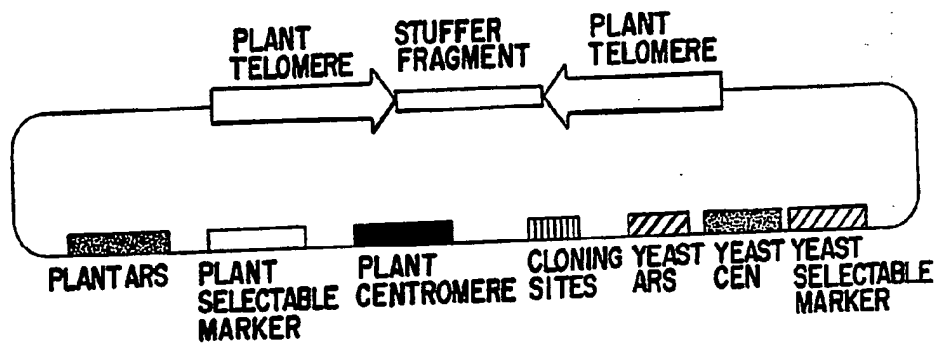 PLANT
TELOMERE
STUFFER
FRAGMENT
PLANT
TELOMERE
PLANT ARS
PLANT
SELECTABLE
MARKER
PLANT
CENTROMERE
CLONING
SITES
YEAST
ARS
YEAST
CEN
YEAST
SELECTABLE
MARKER